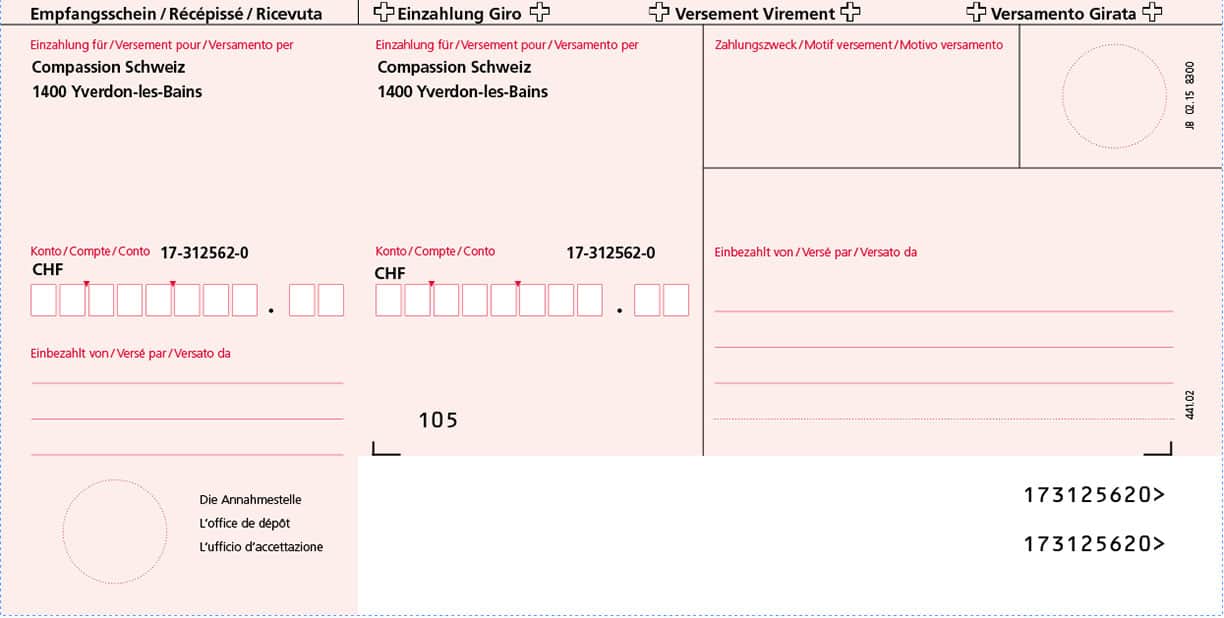 Empfangsschein / Récépissé / Ricevuta
Einzahlung für / Versement pour / Versamento per
Compassion Schweiz
1400 Yverdon-les-Bains
Konto / Compte / Conto 17-312562-0
CHF
.
Einbezahlt von / Versé par / Versato da
Die Annahmestelle
L'office de dépôt
L'ufficio d'accettazione
Einzahlung Giro
Einzahlung für / Versement pour / Versamento per
Compassion Schweiz
1400 Yverdon-les-Bains
Konto / Compte / Conto 17-312562-0
CHF
.
105
Versement Virement
Versamento Girata
Zahlungszweck / Motif versement / Motivo versamento
JB 02.15 8300
Einbezahlt von / Versé par / Versato da
441.02
173125620>
173125620>